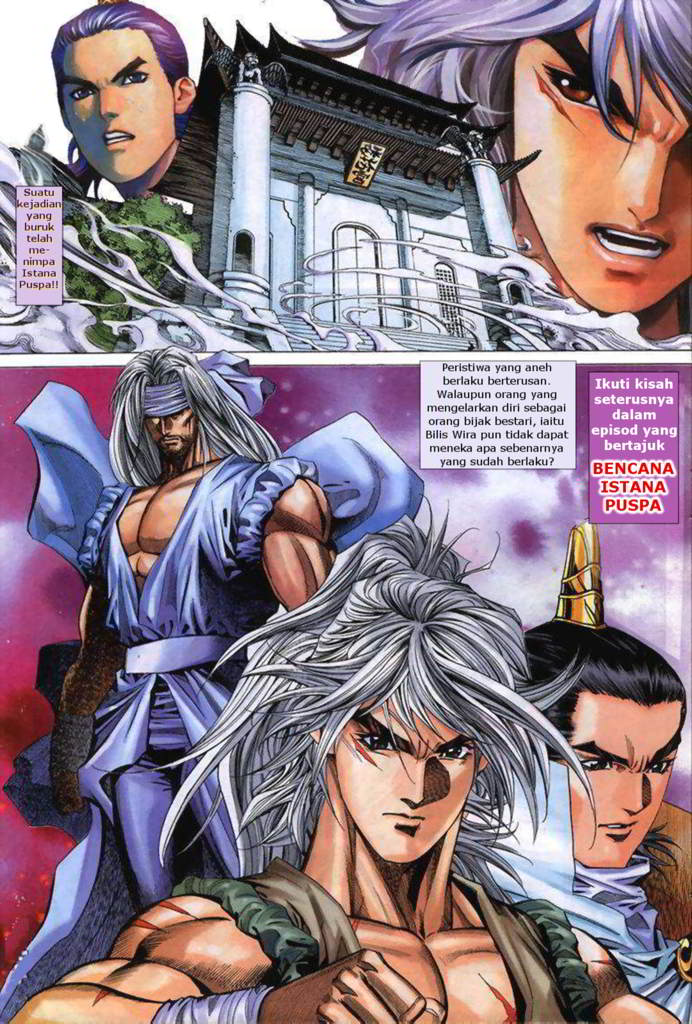 Suatu
kejadian
yang
buruk
telah
me-
nimpa
Istana
Puspa!!
Peristiwa yang aneh
berlaku berterusan.
Walaupun orang yang
mengelarkan diri sebagai
orang bijak bestari, iaitu
Bilis Wira pun tidak dapat
meneka apa sebenarnya
yang sudah berlaku?
Ikuti kisah
seterusnya
dalam
episod yang
bertajuk
BENCANA
ISTANA
PUSPA